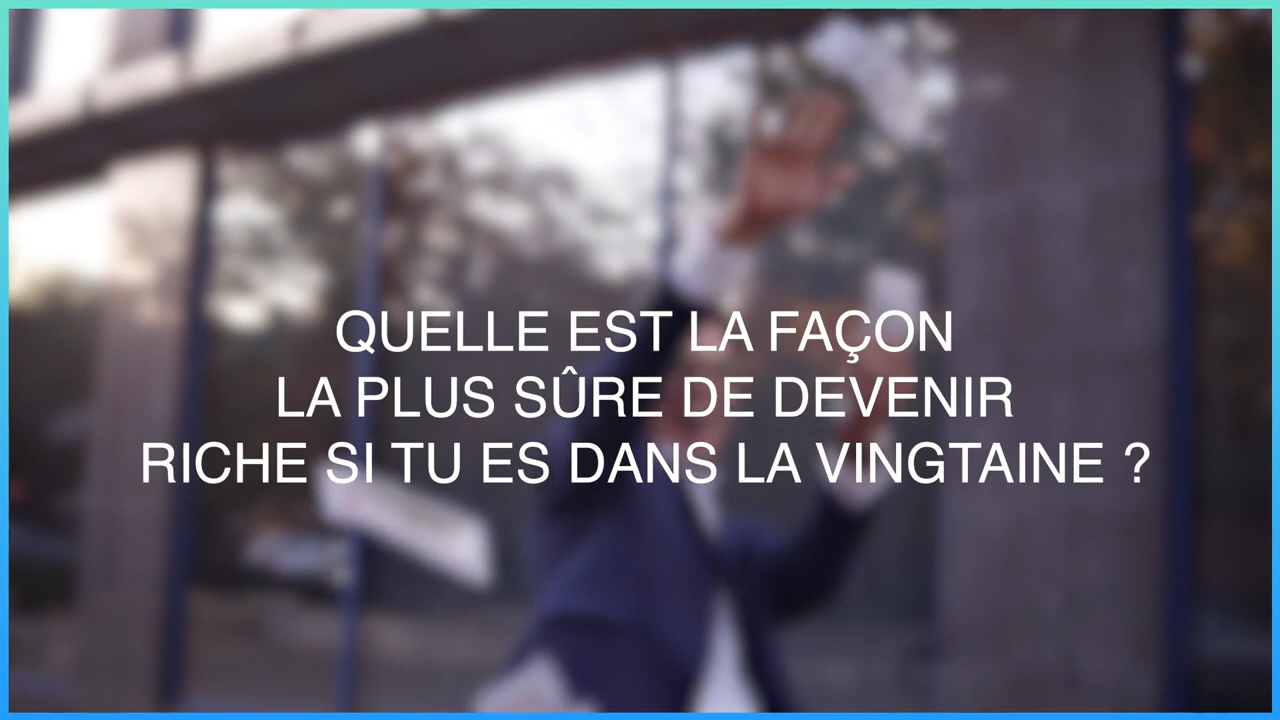 QUELLE EST LA FAÇON
LA PLUS SÛRE DE DEVENIR
RICHE SI TU ES DANS LA VINGTAINE ?